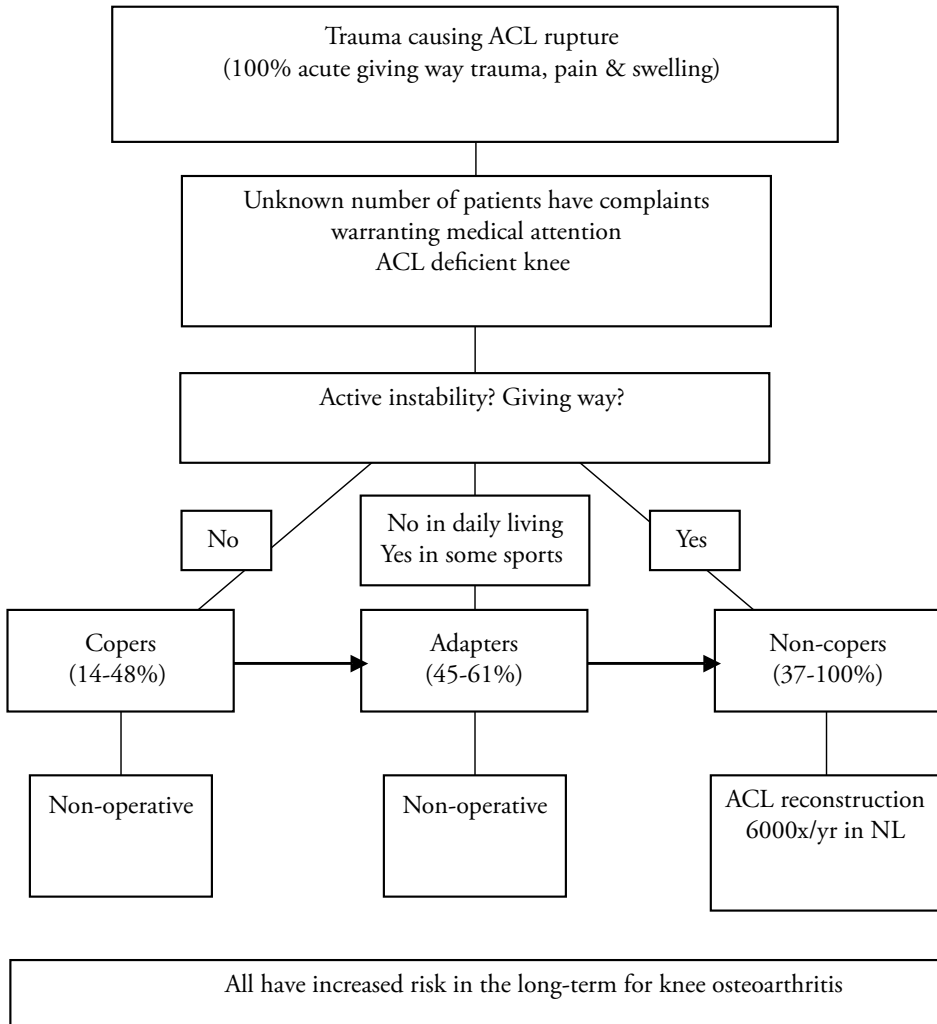 Trauma causing ACL rupture
(100% acute giving way trauma, pain & swelling)
Unknown number of patients have complaints
warranting medical attention
ACL deficient knee
Active instability? Giving way?
No
No in daily living
Yes in some sports
Yes
Copers
(14-48%)
Adapters
(45-61%)
Non-copers
(37-100%)
Non-operative
Non-operative
ACL reconstruction
6000x/yr in NL
All have increased risk in the long-term for knee osteoarthritis